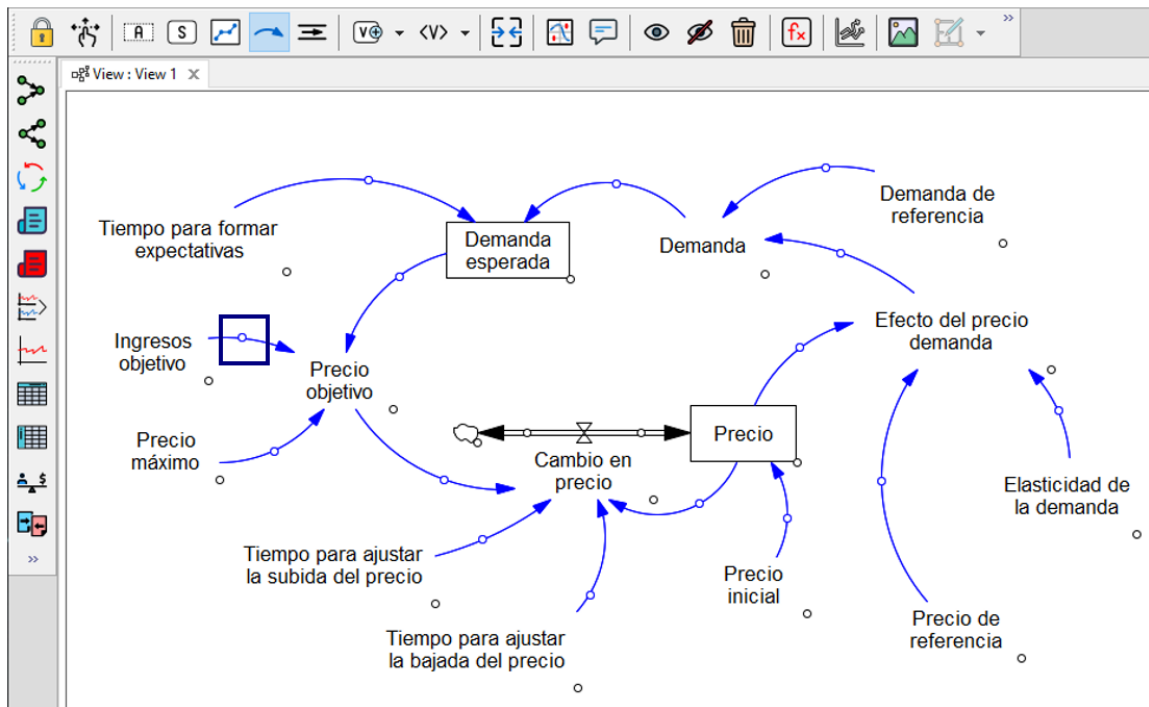 A
S
V
<V>
fx
»
View : View 1 X
»
Demanda de
referencia
Tiempo para formar
expectativas
Demanda
esperada
Demanda
Efecto del precio
demanda
Ingresos
objetivo
Precio
objetivo
Precio
máximo
Precio
Cambio en
precio
Elasticidad de
la demanda
Tiempo para ajustar
la subida del precio
Precio
inicial
Precio de
referencia
Tiempo para ajustar
la bajada del precio